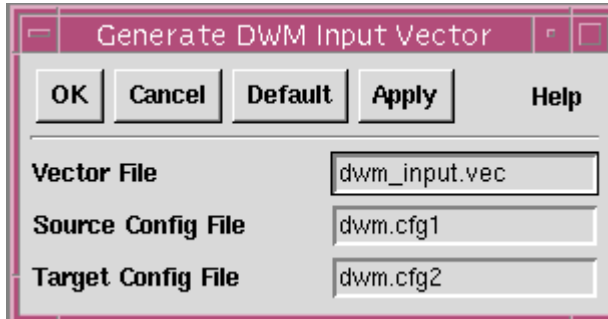 Generate DWM Input Vector
OK Cancel Default Apply Help
Vector File dwm_input.vec
Source Config File dwm.cfg1
Target Config File dwm.cfg2